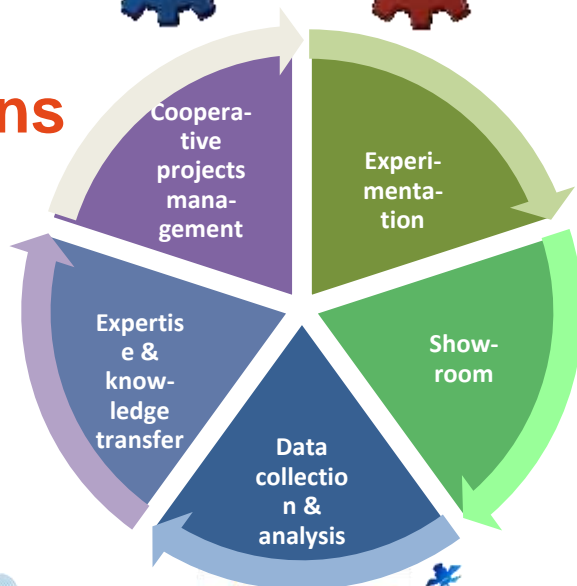 ns
Coopera-
tive
projects
mana-
gement
Experi-
menta-
tion
Show-
room
Data
collectio
n &
analysis
Expertis
e &
know-
ledge
transfer